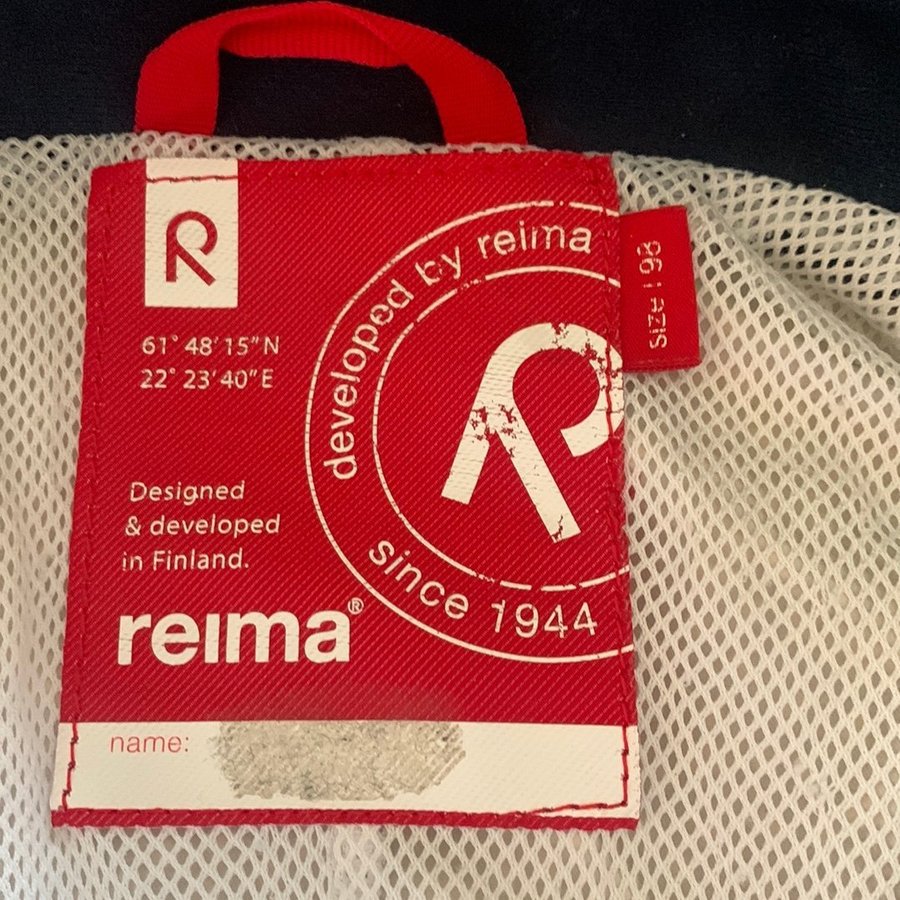 R
61° 48' 15" N
22° 23' 40" E
Designed
& developed
in Finland.
reima®
developed by reima
R
since 1944
size | 98
name: